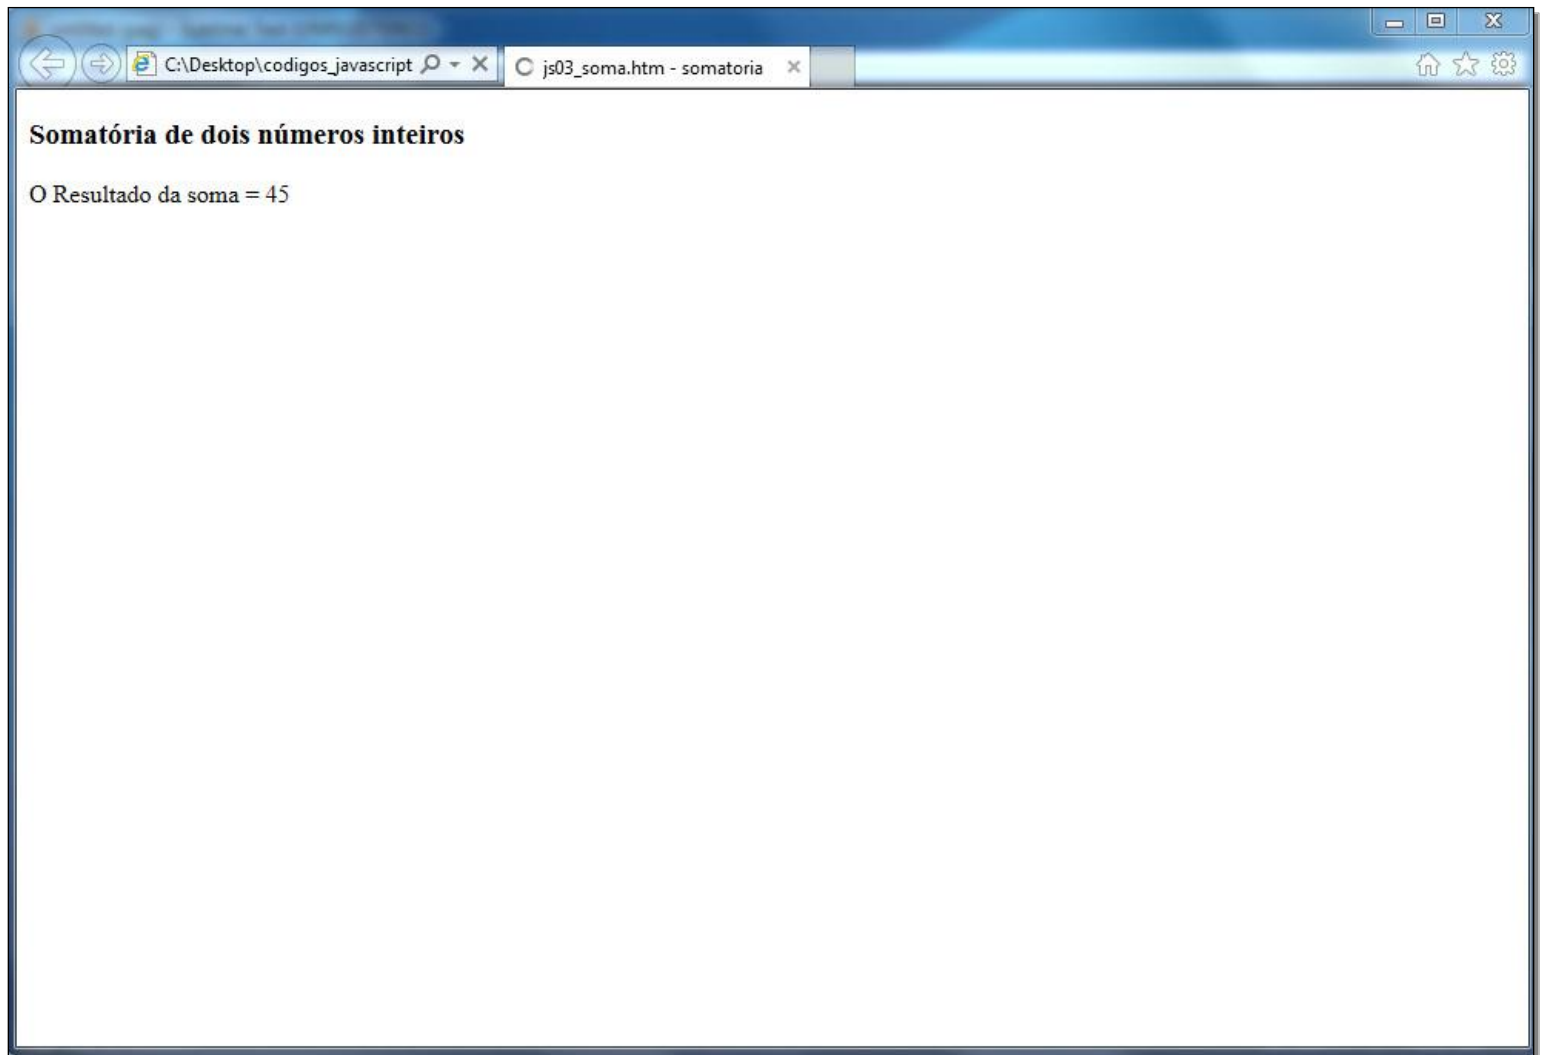 C:\Desktop\codigos_javascript
js03_soma.htm - somatoria
Somatória de dois números inteiros
O Resultado da soma = 45